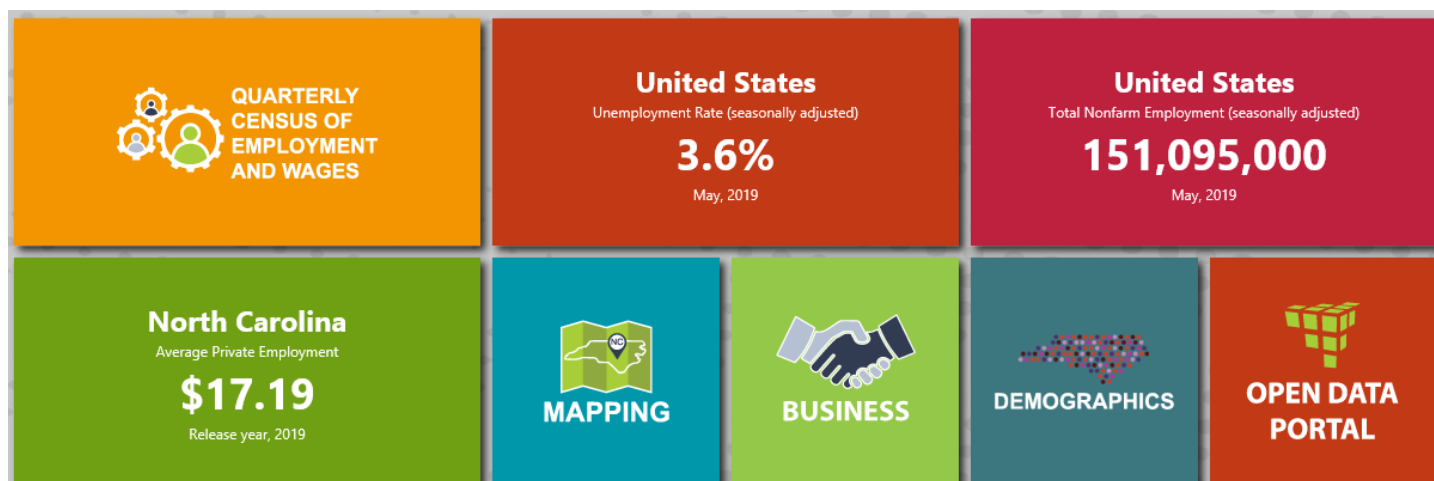 QUARTERLY
CENSUS OF
EMPLOYMENT
AND WAGES
United States
Unemployment Rate (seasonally adjusted)
3.6%
May, 2019
United States
Total Nonfarm Employment (seasonally adjusted)
151,095,000
May, 2019
North Carolina
Average Private Employment
$17.19
Release year, 2019
NC
MAPPING
BUSINESS
DEMOGRAPHICS
OPEN DATA
PORTAL